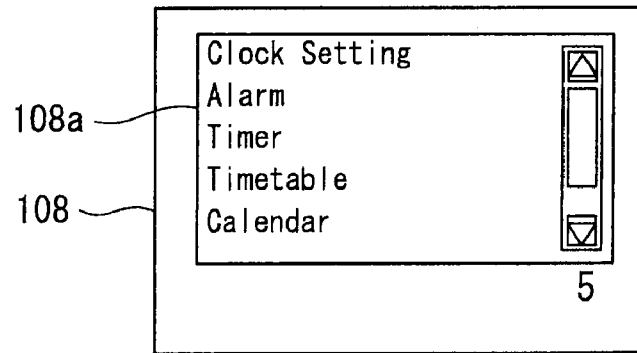 Clock Setting
108a
Alarm
Timer
Timetable
108
Calendar
5